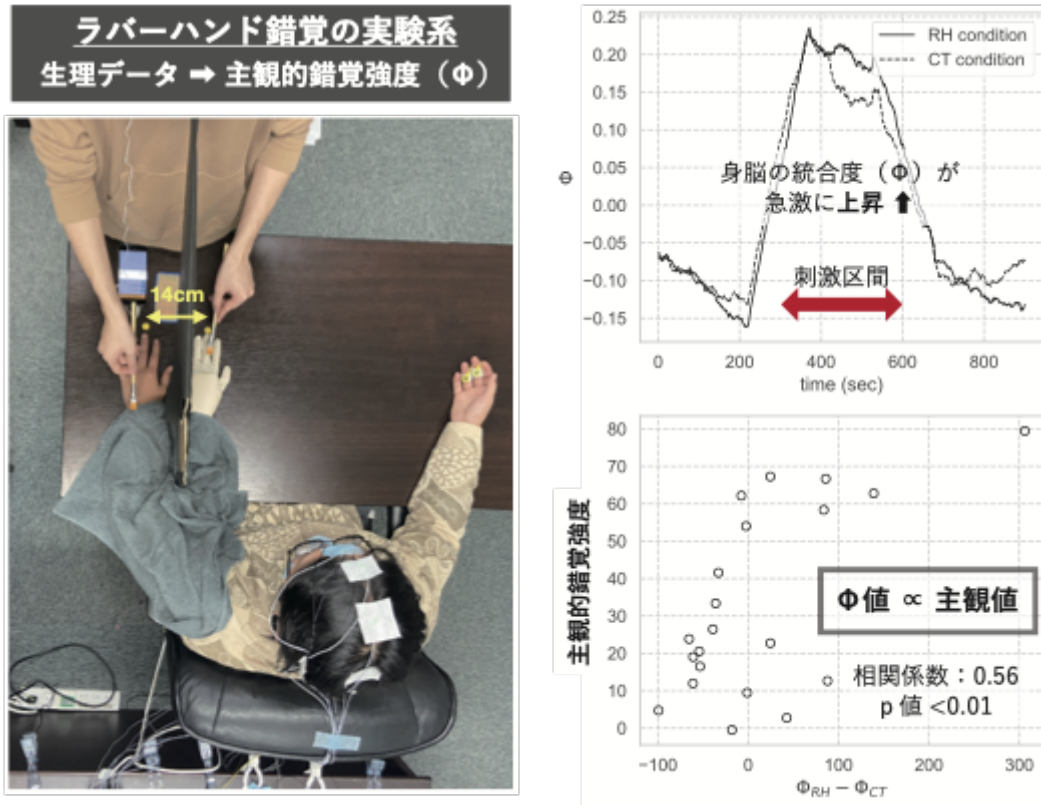 ラバーハンド錯覚の実験系
生理データ ➡ 主観的錯覚強度（Φ）
14cm
0.25
0.20
0.15
0.10
0.05
0.00
−0.05
−0.10
−0.15
Φ
RH condition
CT condition
身脳の統合度（Φ）が
急激に上昇 ⬆
刺激区間
0
200
400
600
800
time (sec)
80
70
60
50
40
30
20
10
0
主観的錯覚強度
Φ値 ∝ 主観値
相関係数：0.56
p 値 <0.01
−100
0
100
200
300
Φ_RH − Φ_CT